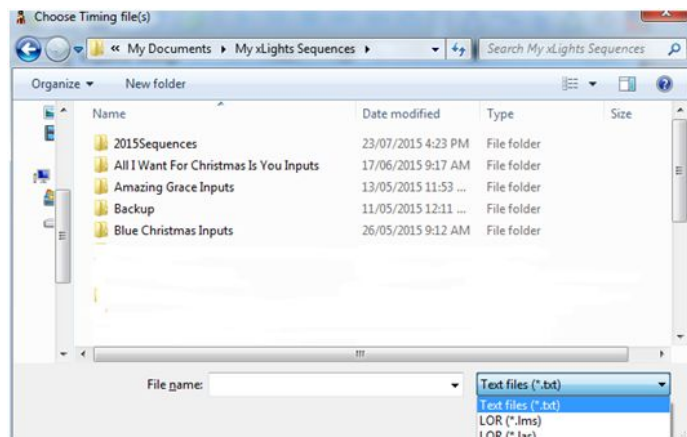 Choose Timing file(s)
« My Documents ▸ My xLights Sequences ▸ Search My xLights Sequences
Organize ▾ New folder
Name Date modified Type Size
2015Sequences 23/07/2015 4:23 PM File folder
All I Want For Christmas Is You Inputs 17/06/2015 9:17 AM File folder
Amazing Grace Inputs 13/05/2015 11:53 ... File folder
Backup 11/05/2015 12:11 ... File folder
Blue Christmas Inputs 26/05/2015 9:12 AM File folder
File name: Text files (*.txt)
Text files (*.txt)
LOR (*.lms)
LOR (*.las)